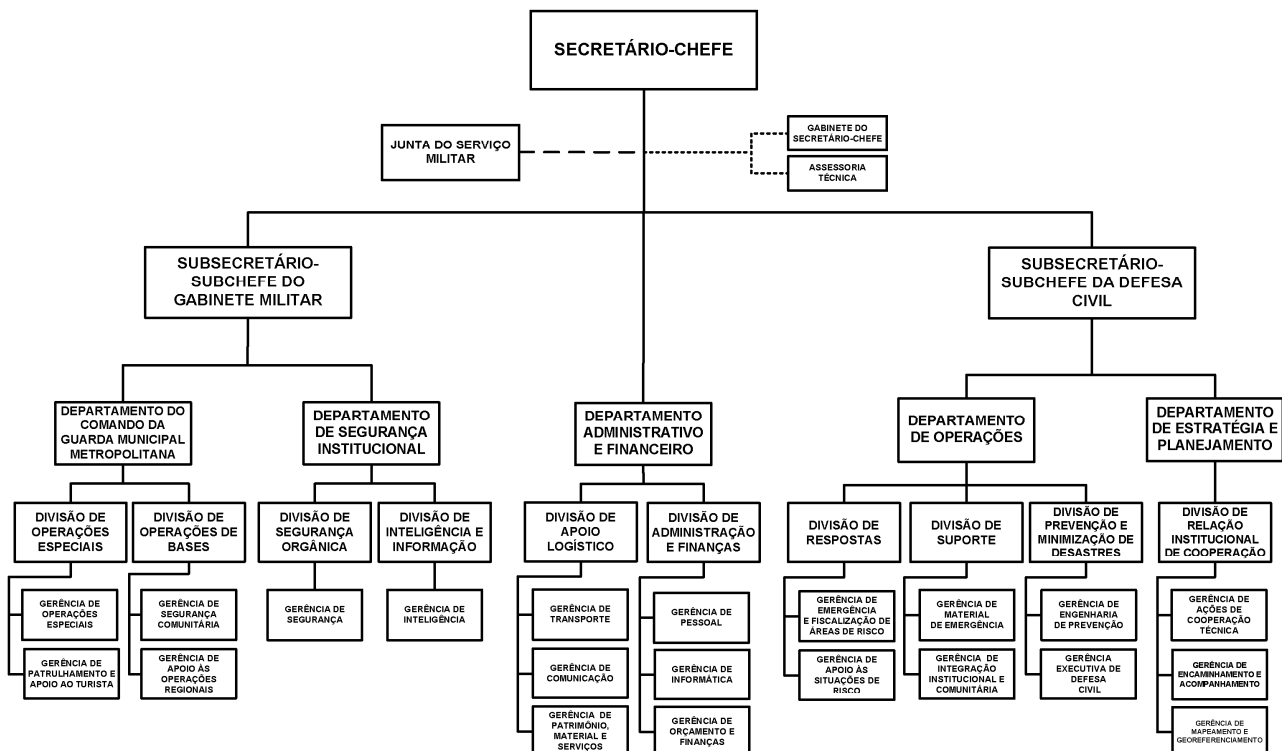 SECRETÁRIO-CHEFE
JUNTA DO SERVIÇO
MILITAR
GABINETE DO
SECRETÁRIO-CHEFE
ASSESSORIA
TÉCNICA
SUBSECRETÁRIO-
SUBCHEFE DO
GABINETE MILITAR
SUBSECRETÁRIO-
SUBCHEFE DA DEFESA
CIVIL
DEPARTAMENTO DO
COMANDO DA
GUARDA MUNICIPAL
METROPOLITANA
DEPARTAMENTO
DE SEGURANÇA
INSTITUCIONAL
DEPARTAMENTO
ADMINISTRATIVO
E FINANCEIRO
DEPARTAMENTO
DE OPERAÇÕES
DEPARTAMENTO
DE ESTRATÉGIA E
PLANEJAMENTO
DIVISÃO DE
OPERAÇÕES
ESPECIAIS
DIVISÃO DE
OPERAÇÕES DE
BASES
DIVISÃO DE
SEGURANÇA
ORGÂNICA
DIVISÃO DE
INTELIGÊNCIA E
INFORMAÇÃO
DIVISÃO DE
APOIO
LOGÍSTICO
DIVISÃO DE
ADMINISTRAÇÃO
E FINANÇAS
DIVISÃO DE
RESPOSTAS
DIVISÃO DE
SUPORTE
DIVISÃO DE
PREVENÇÃO E
MINIMIZAÇÃO DE
DESASTRES
DIVISÃO DE
RELAÇÃO
INSTITUCIONAL
DE COOPERAÇÃO
GERÊNCIA DE
OPERAÇÕES
ESPECIAIS
GERÊNCIA DE
SEGURANÇA
COMUNITÁRIA
GERÊNCIA DE
SEGURANÇA
GERÊNCIA DE
INTELIGÊNCIA
GERÊNCIA DE
TRANSPORTE
GERÊNCIA DE
PESSOAL
GERÊNCIA DE
EMERGÊNCIA
E FISCALIZAÇÃO DE
ÁREAS DE RISCO
GERÊNCIA DE
MATERIAL
DE EMERGÊNCIA
GERÊNCIA DE
ENGENHARIA
DE PREVENÇÃO
GERÊNCIA DE
AÇÕES DE
COOPERAÇÃO
TÉCNICA
GERÊNCIA DE
PATRULHAMENTO E
APOIO AO TURISTA
GERÊNCIA DE
APOIO ÀS
OPERAÇÕES
REGIONAIS
GERÊNCIA DE
COMUNICAÇÃO
GERÊNCIA DE
INFORMÁTICA
GERÊNCIA DE
APOIO ÀS
SITUAÇÕES DE
RISCO
GERÊNCIA DE
INTEGRAÇÃO
INSTITUCIONAL E
COMUNITÁRIA
GERÊNCIA
EXECUTIVA DE
DEFESA
CIVIL
GERÊNCIA DE
ENCAMINHAMENTO E
ACOMPANHAMENTO
GERÊNCIA DE
PATRIMÔNIO,
MATERIAL E
SERVIÇOS
GERÊNCIA DE
ORÇAMENTO E
FINANÇAS
GERÊNCIA DE
MAPEAMENTO E
GEOREFERENCIAMENTO